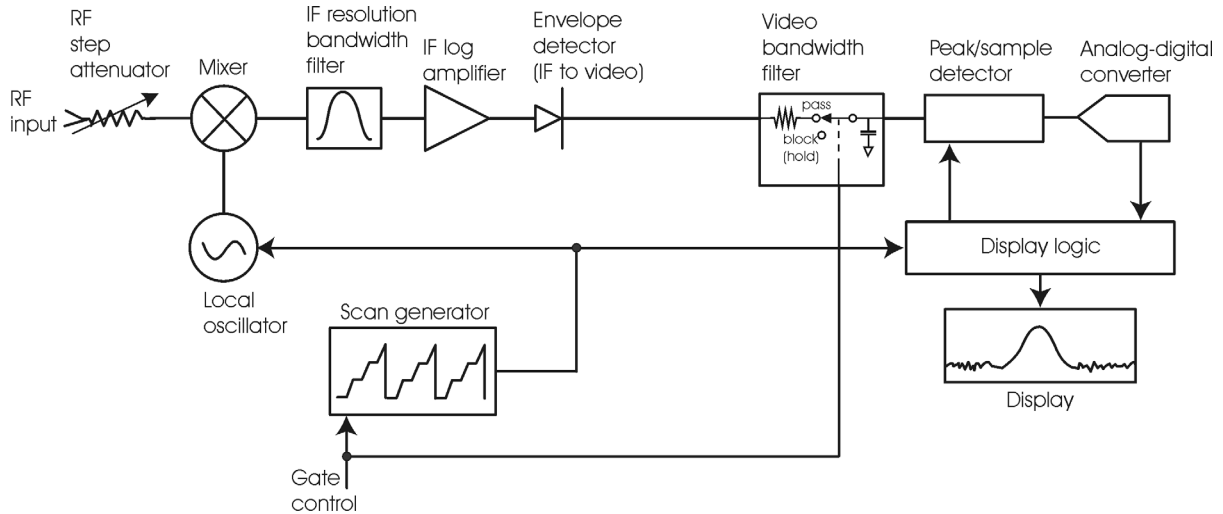 RF
step
attenuator
RF
input
Mixer
IF resolution
bandwidth
filter
IF log
amplifier
Envelope
detector
(IF to video)
Video
bandwidth
filter
pass
block
(hold)
Peak/sample
detector
Analog-digital
converter
Local
oscillator
Scan generator
Gate
control
Display logic
Display